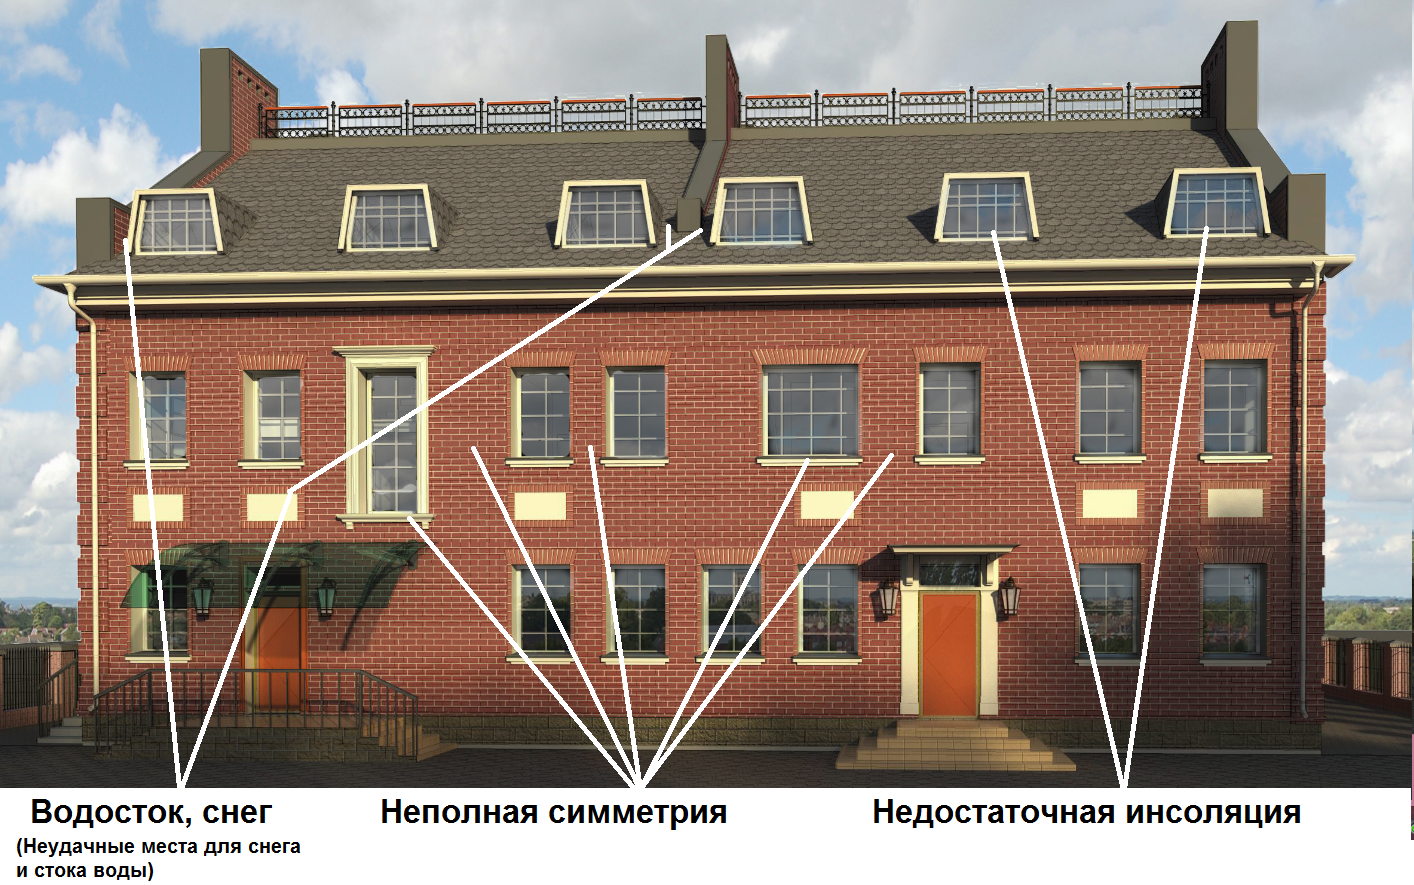 Водосток, снег
(Неудачные места для снега
и стока воды)
Неполная симметрия
Недостаточная инсоляция